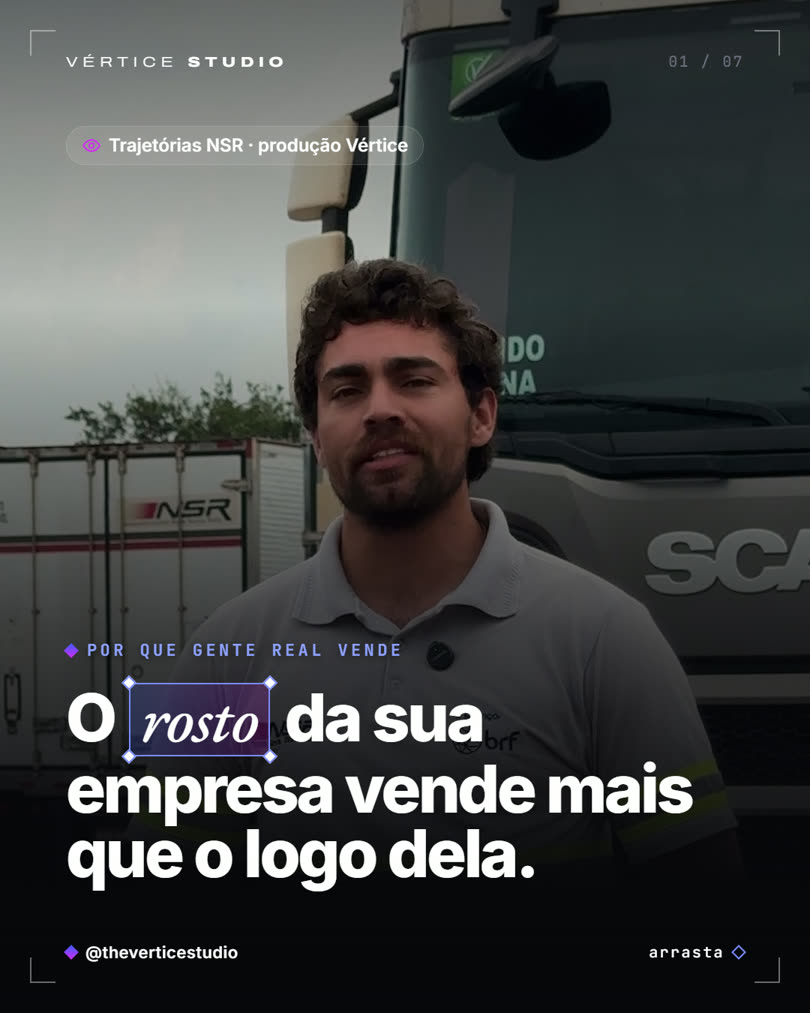 VÉRTICE STUDIO
01 / 07
Trajetórias NSR · produção Vértice
NSR
SCA
POR QUE GENTE REAL VENDE
O rosto da sua
brf
empresa vende mais
que o logo dela.
@theverticestudio
arrasta